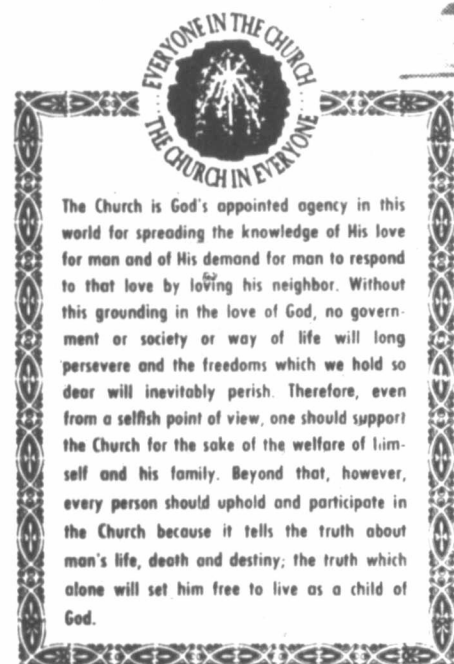 EVERYONE IN THE CHURCH
THE CHURCH IN EVERYONE
The Church is God's appointed agency in this
world for spreading the knowledge of His love
for man and of His demand for man to respond
to that love by loving his neighbor. Without
this grounding in the love of God, no govern-
ment or society or way of life will long
persevere and the freedoms which we hold so
dear will inevitably perish. Therefore, even
from a selfish point of view, one should support
the Church for the sake of the welfare of him-
self and his family. Beyond that, however,
every person should uphold and participate in
the Church because it tells the truth about
man's life, death and destiny; the truth which
alone will set him free to live as a child of
God.